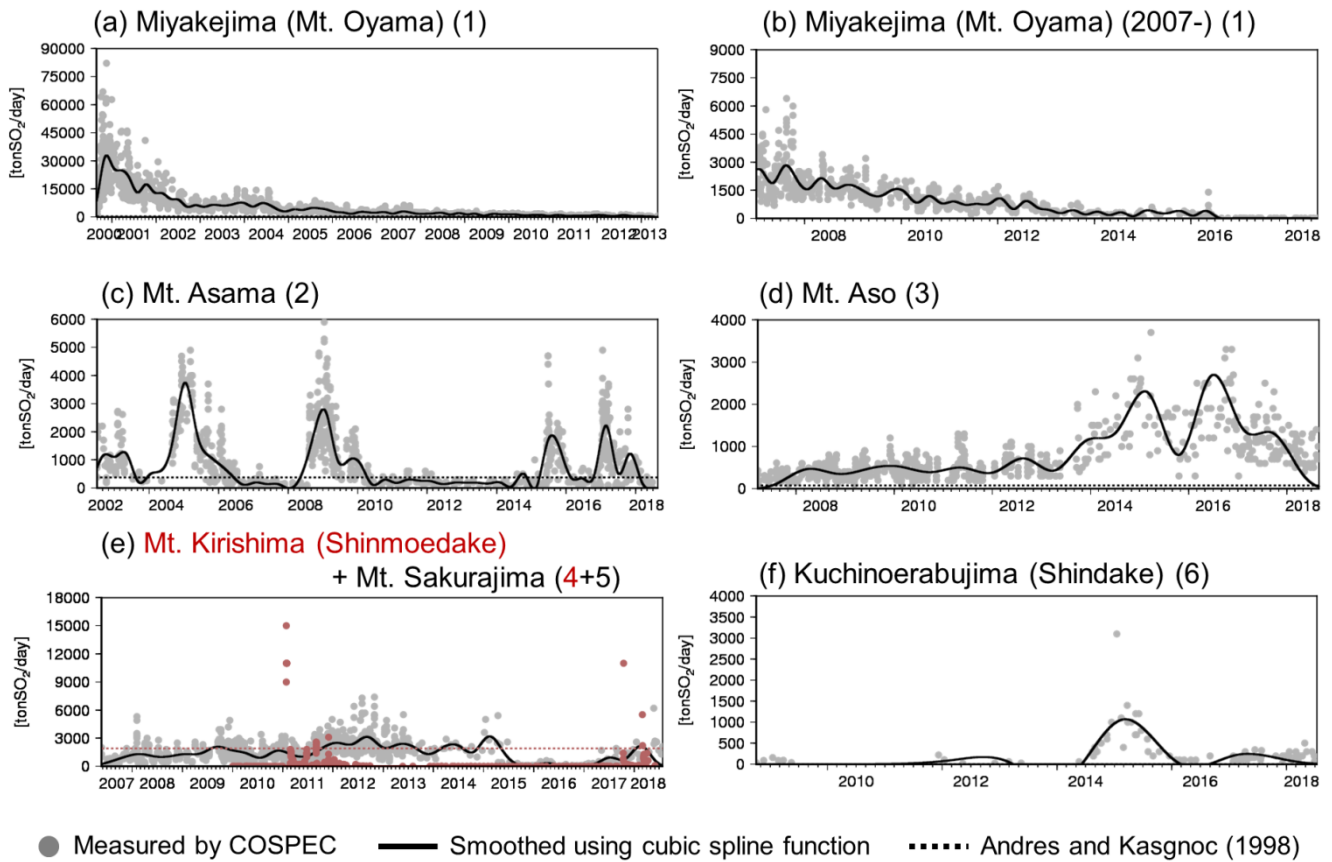 (a) Miyakejima (Mt. Oyama) (1)
[tonSO₂/day]
90000
75000
60000
45000
30000
15000
0
2000 2001 2002 2003 2004 2005 2006 2007 2008 2009 2010 2011 2012 2013
(b) Miyakejima (Mt. Oyama) (2007-) (1)
[tonSO₂/day]
9000
7500
6000
4500
3000
1500
0
2008 2010 2012 2014 2016 2018
(c) Mt. Asama (2)
[tonSO₂/day]
6000
5000
4000
3000
2000
1000
0
2002 2004 2006 2008 2010 2012 2014 2016 2018
(d) Mt. Aso (3)
[tonSO₂/day]
4000
3000
2000
1000
0
2008 2010 2012 2014 2016 2018
(e) Mt. Kirishima (Shinmoedake)
+ Mt. Sakurajima (4+5)
[tonSO₂/day]
18000
15000
12000
9000
6000
3000
0
2007 2008 2009 2010 2011 2012 2013 2014 2015 2016 2017 2018
(f) Kuchinoerabujima (Shindake) (6)
[tonSO₂/day]
4000
3500
3000
2500
2000
1500
1000
500
0
2010 2012 2014 2016 2018
Measured by COSPEC Smoothed using cubic spline function Andres and Kasgnoc (1998)